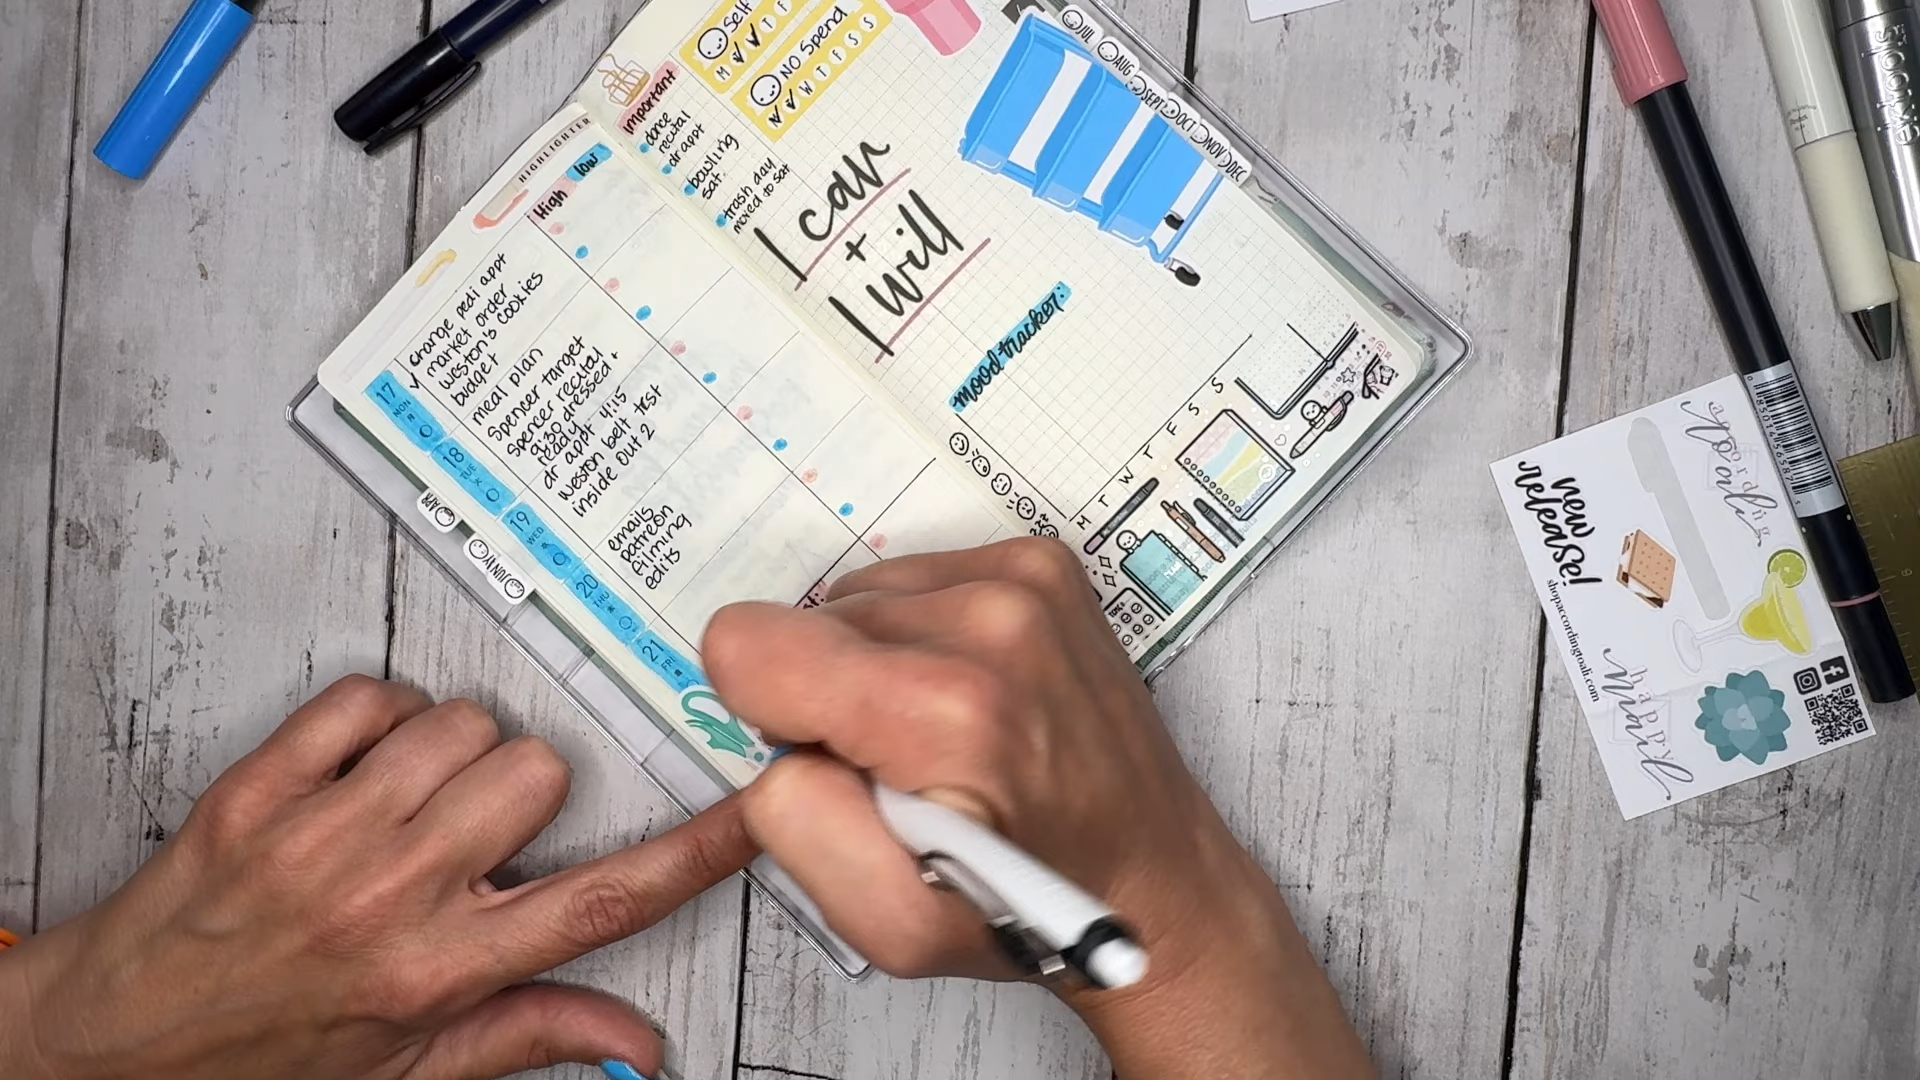 HIGHLIGHTER
High
low
17
MON
change pedi appt
market order
weston's cookies
✓ budget
18
TUE
meal plan
spencer target
spencer recital
dressed +
ready
dr appt 4:15
weston belt test
inside out 2
19
WED
20
THU
emails
patreon
filming
edits
21
FRI
APR
JUN
Important
dance
recital
dr appt
bowling
sat.
trash day
moved to sat
Self
M T F
NO Spend
W T F S S
I can
+
I will
mood tracker:
M T W T F S S
JUL
AUG
SEPT
OCT
NOV
DEC
new
release!
shopaccordingtoali.com
according
to ali
happy
mail
ektools